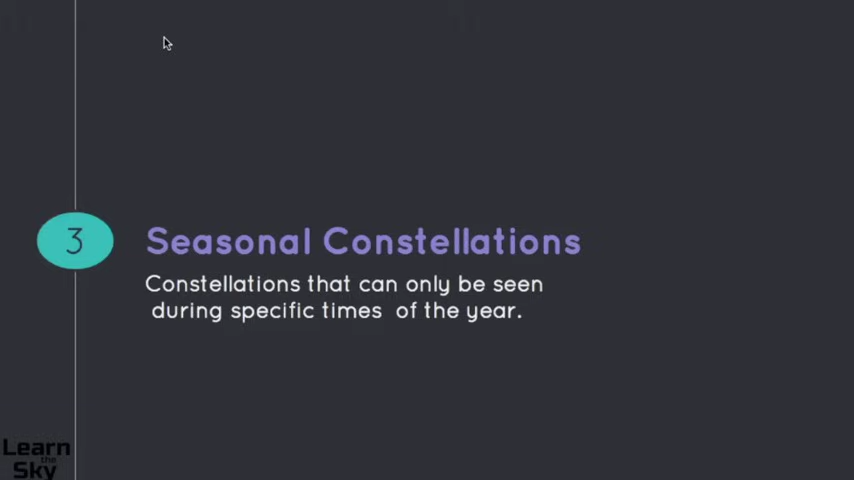 3
Seasonal Constellations
Constellations that can only be seen
during specific times of the year.
Learn
the
Sky